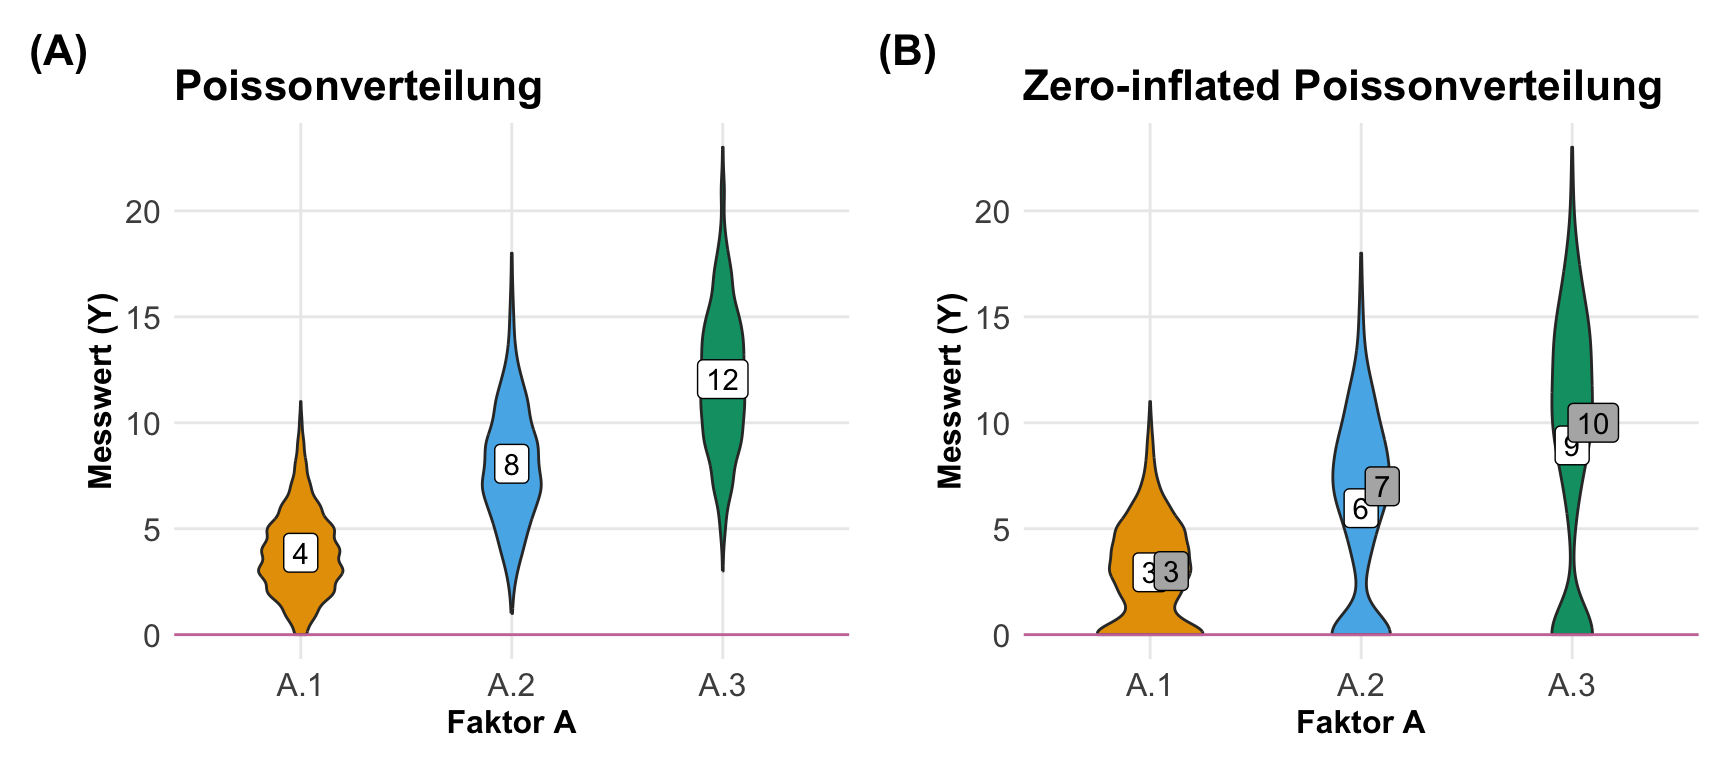 (A)
Poissonverteilung
Messwert (Y)
20
15
10
5
0
4
8
12
A.1
A.2
A.3
Faktor A
(B)
Zero-inflated Poissonverteilung
Messwert (Y)
20
15
10
5
0
3
3
6
7
9
10
A.1
A.2
A.3
Faktor A